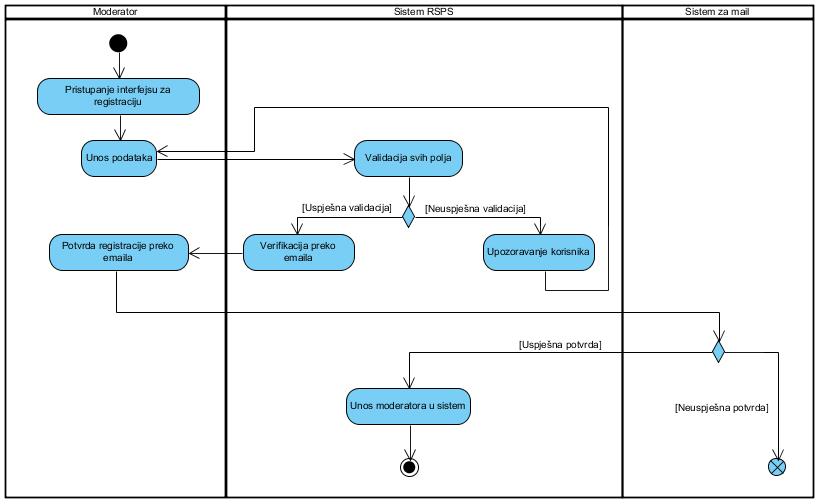 Moderator
Sistem RSPS
Sistem za mail
Pristupanje interfejsu za
registraciju
Unos podataka
Validacija svih polja
[Uspješna validacija]
[Neuspješna validacija]
Potvrda registracije preko
emaila
Verifikacija preko
emaila
Upozoravanje korisnika
[Uspješna potvrda]
Unos moderatora u sistem
[Neuspješna potvrda]